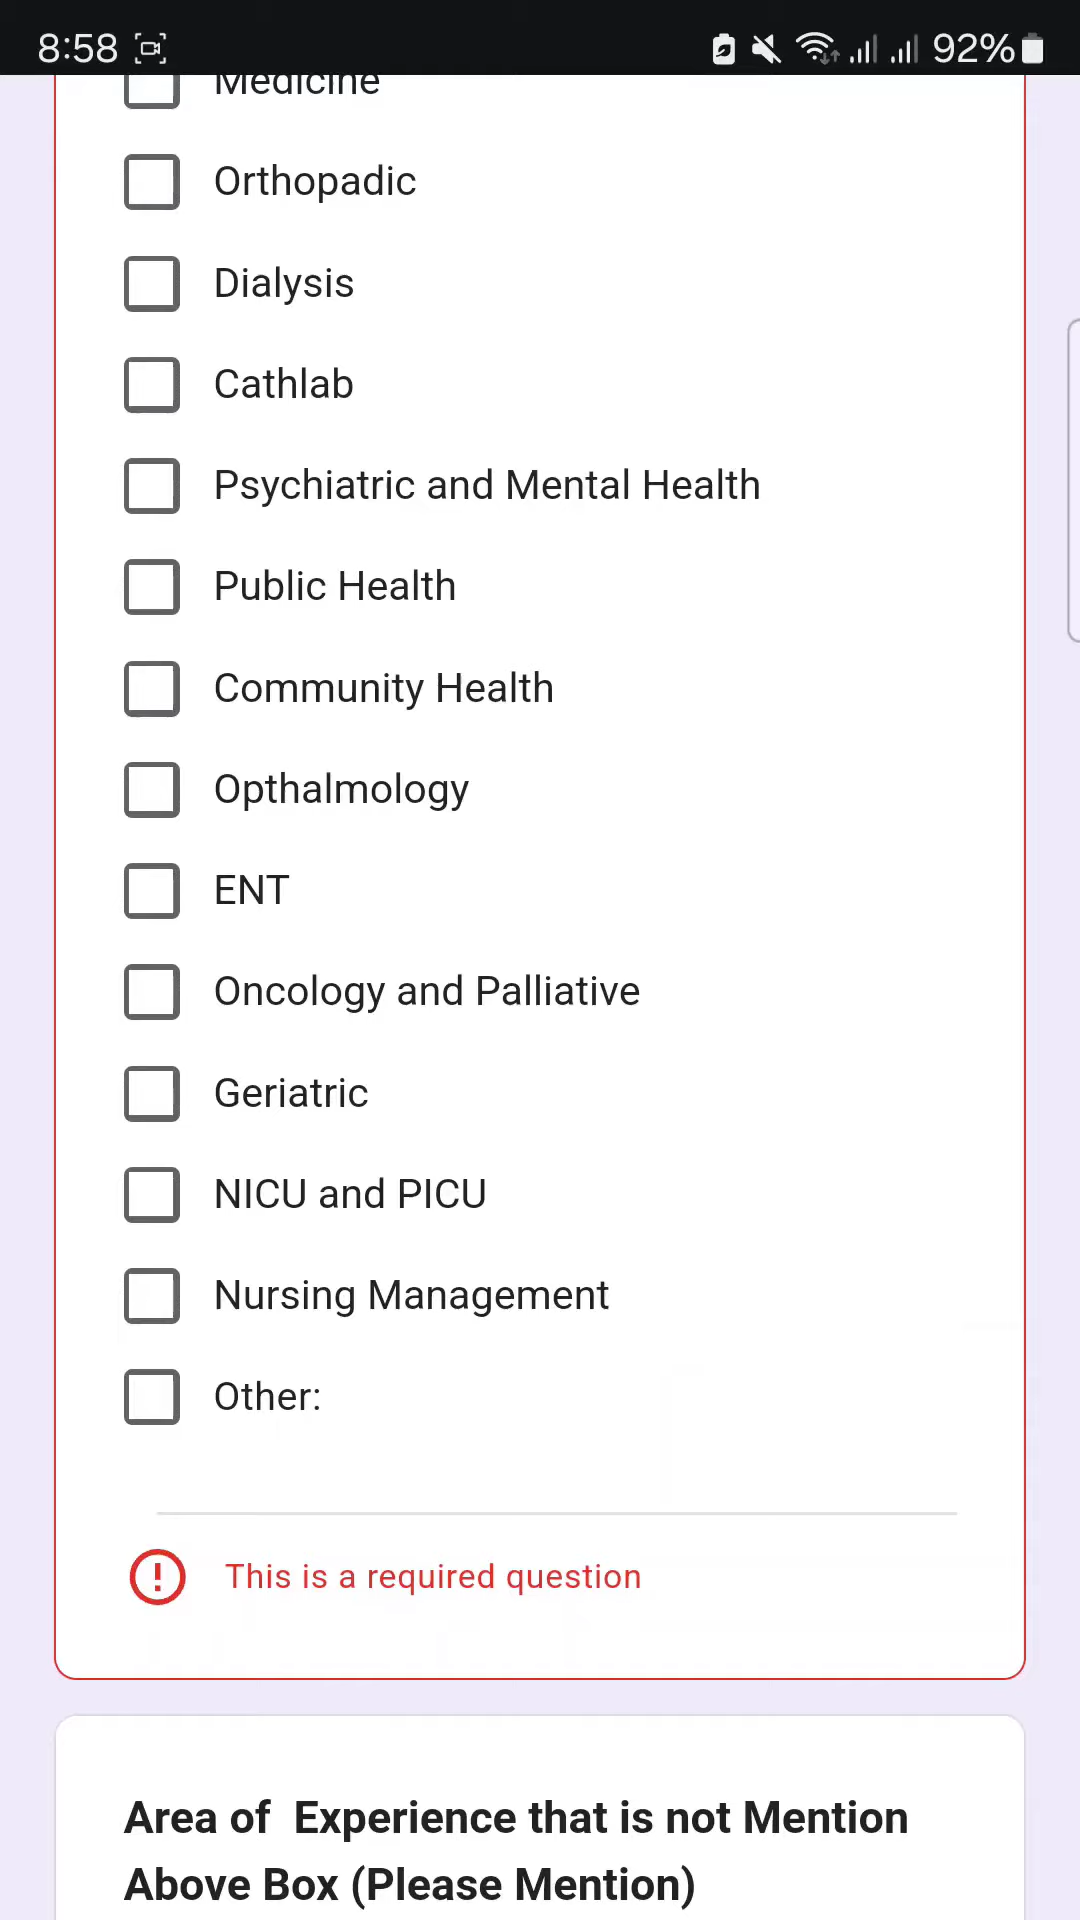 8:58 92%
Medicine
Orthopadic
Dialysis
Cathlab
Psychiatric and Mental Health
Public Health
Community Health
Opthalmology
ENT
Oncology and Palliative
Geriatric
NICU and PICU
Nursing Management
Other:
This is a required question
Area of  Experience that is not Mention
Above Box (Please Mention)